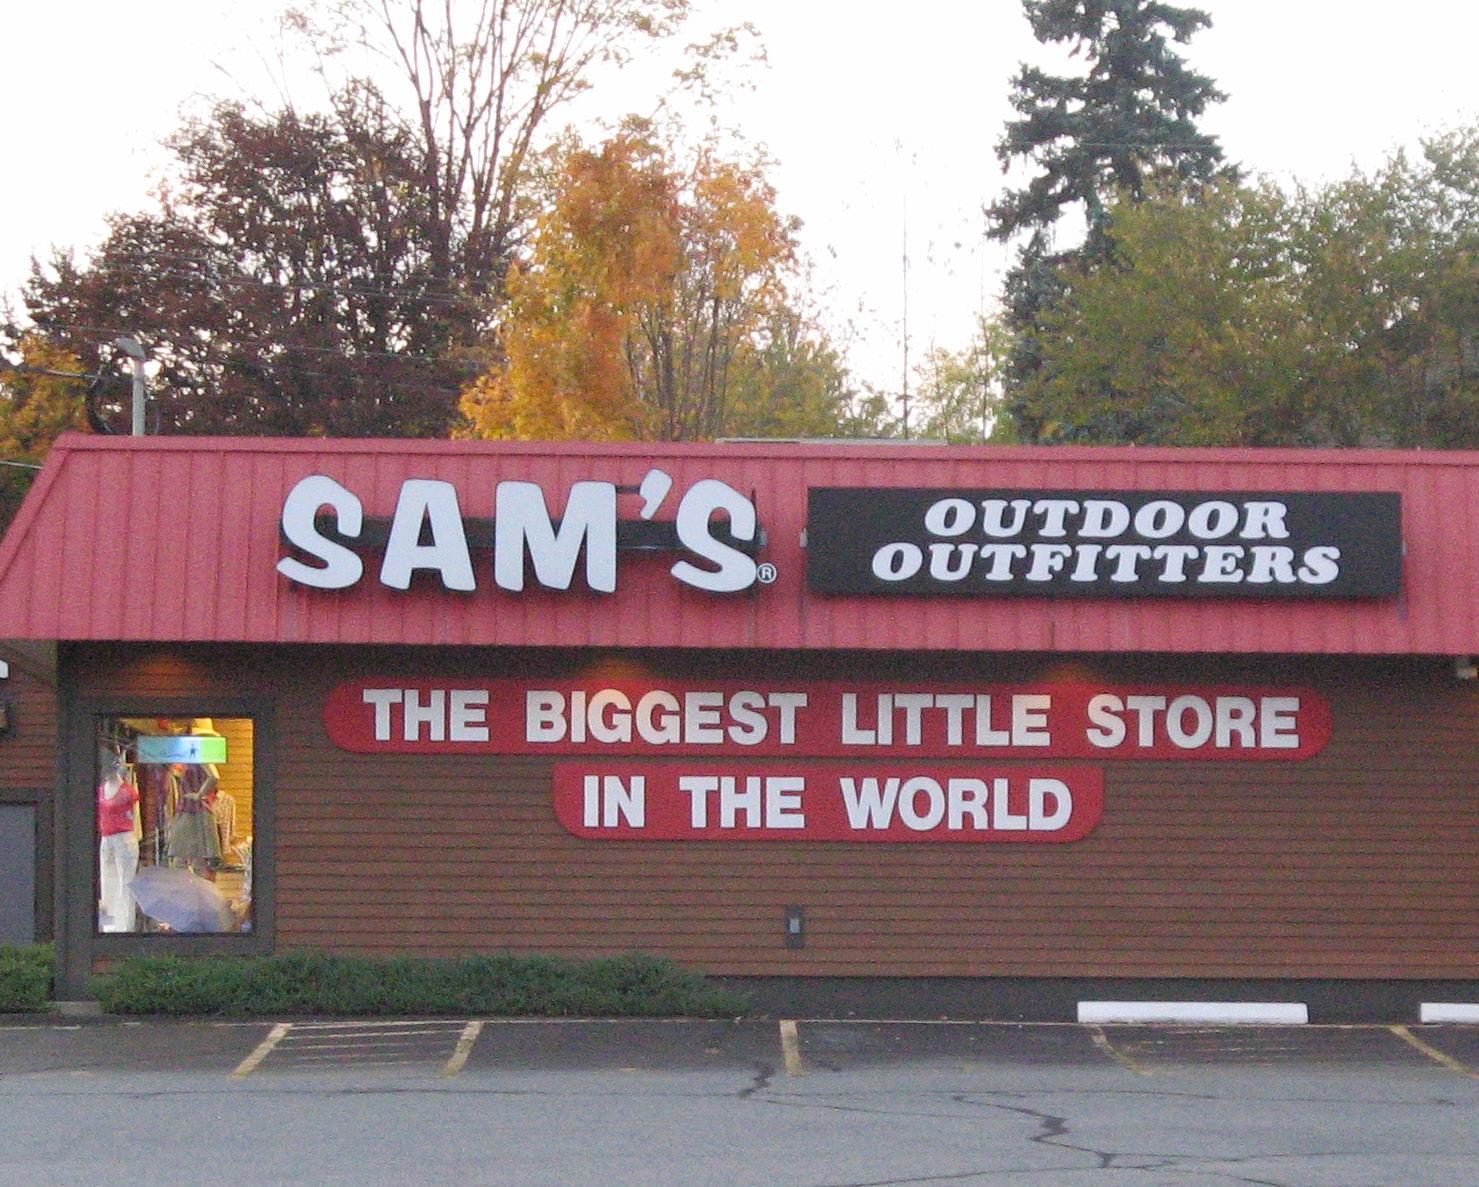 SAM'S®
OUTDOOR
OUTFITTERS
THE BIGGEST LITTLE STORE
IN THE WORLD